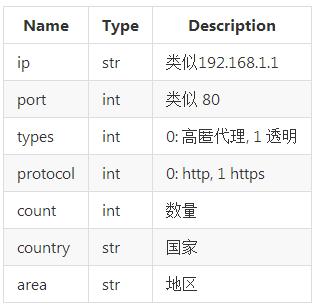 Name Type Description
ip str 类似192.168.1.1
port int 类似 80
types int 0: 高匿代理, 1 透明
protocol int 0: http, 1 https
count int 数量
country str 国家
area str 地区